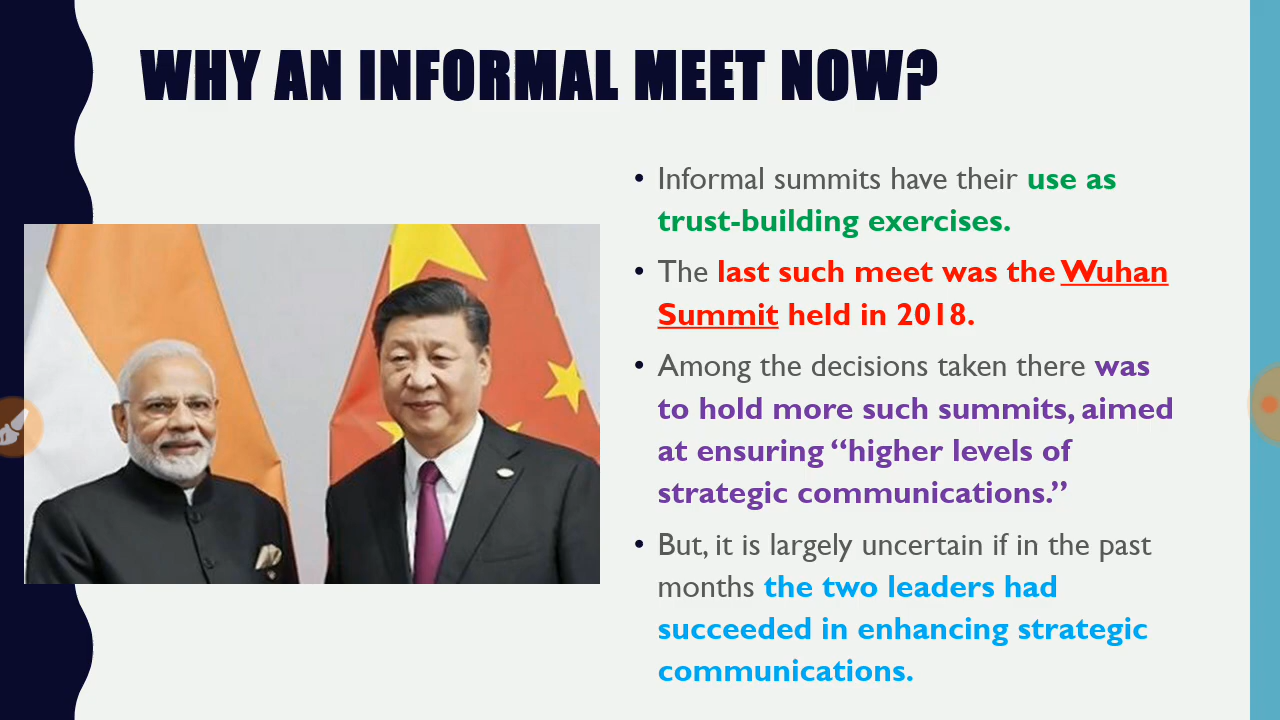 WHY AN INFORMAL MEET NOW?
• Informal summits have their use as
trust-building exercises.
• The last such meet was the Wuhan
Summit held in 2018.
• Among the decisions taken there was
to hold more such summits, aimed
at ensuring “higher levels of
strategic communications.”
• But, it is largely uncertain if in the past
months the two leaders had
succeeded in enhancing strategic
communications.